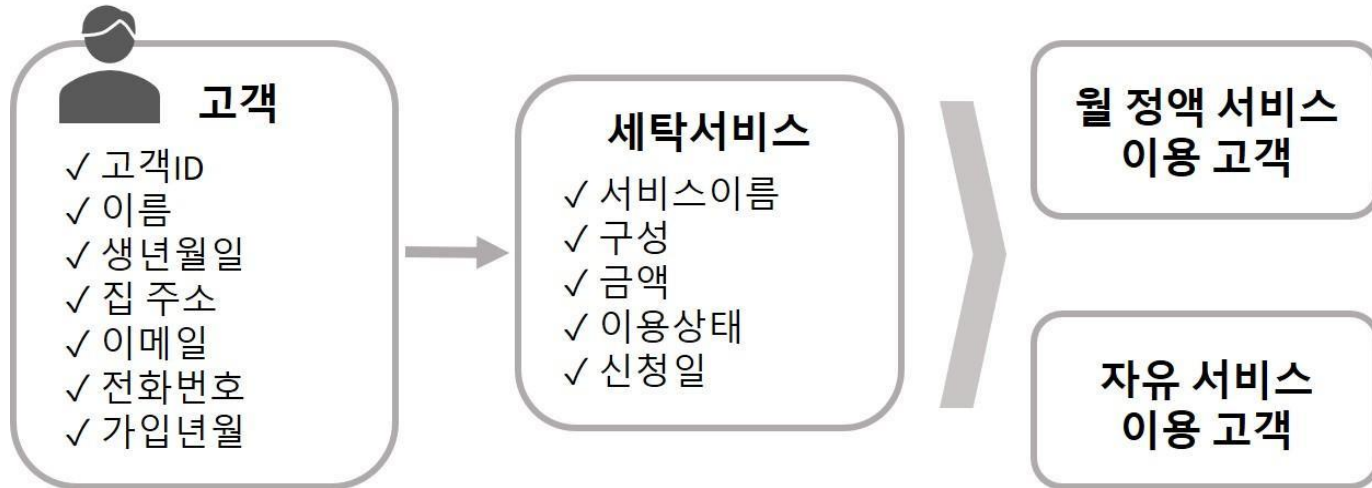 고객
✓ 고객ID
✓ 이름
✓ 생년월일
✓ 집 주소
✓ 이메일
✓ 전화번호
✓ 가입년월
세탁서비스
✓ 서비스이름
✓ 구성
✓ 금액
✓ 이용상태
✓ 신청일
월 정액 서비스
이용 고객
자유 서비스
이용 고객